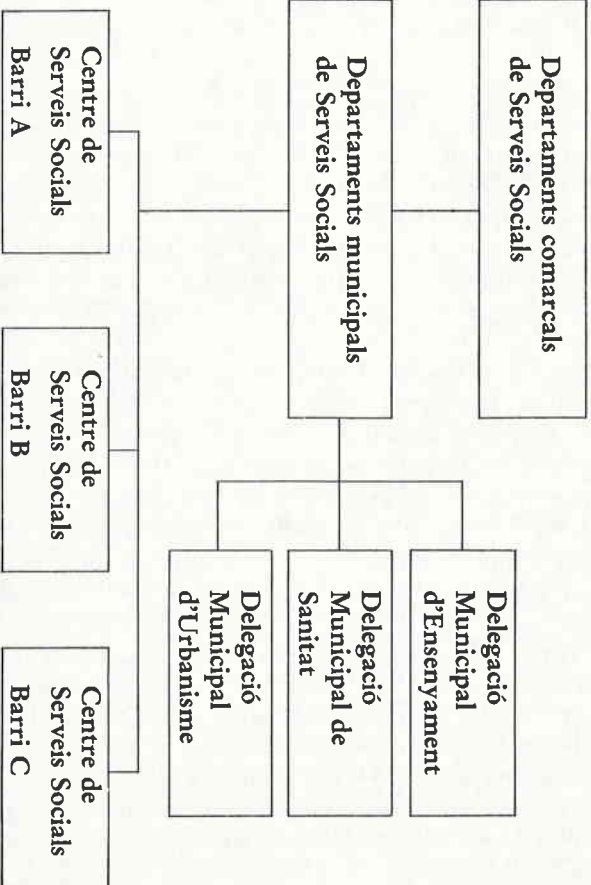 Departaments comarcals
de Serveis Socials
Departaments municipals
de Serveis Socials
Delegació
Municipal
d'Ensenyament
Delegació
Municipal de
Sanitat
Delegació
Municipal
d'Urbanisme
Centre de
Serveis Socials
Barri A
Centre de
Serveis Socials
Barri B
Centre de
Serveis Socials
Barri C